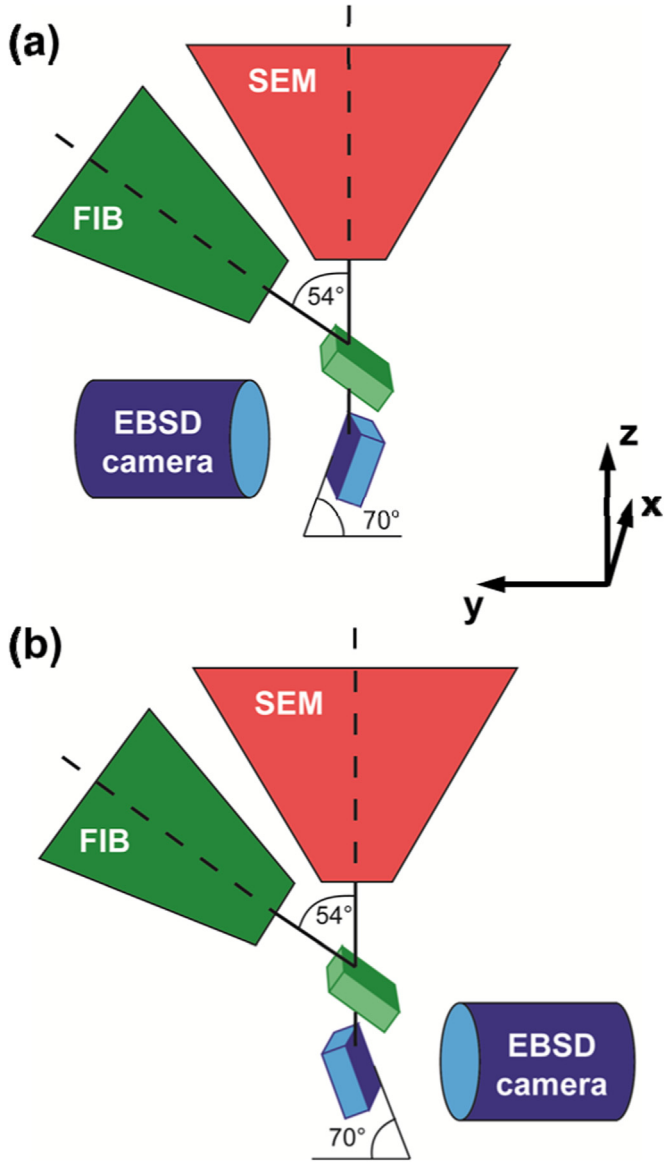 (a)
SEM
FIB
54°
EBSD
camera
70°
z
x
y
(b)
SEM
FIB
54°
EBSD
camera
70°